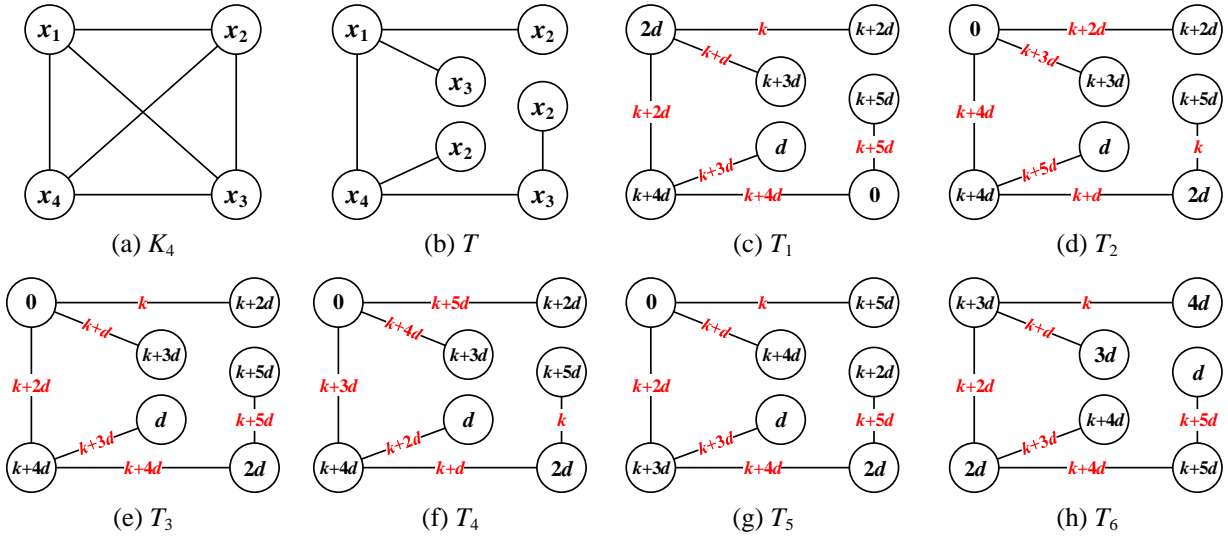 x₁ x₂
x₄ x₃
(a) K₄
x₁ x₂
x₃
x₂
x₂
x₄ x₃
(b) T
2d k k+2d
k+d
k+3d
k+2d k+5d
d k+5d
k+3d
k+4d k+4d 0
(c) T₁
0 k+2d k+2d
k+3d
k+3d
k+4d k+5d
d k
k+5d
k+4d k+d 2d
(d) T₂
0 k k+2d
k+d
k+3d
k+2d k+5d
d k+5d
k+3d
k+4d k+4d 2d
(e) T₃
0 k+5d k+2d
k+4d
k+3d
k+3d k+5d
d k
k+2d
k+4d k+d 2d
(f) T₄
0 k k+5d
k+d
k+4d
k+2d k+2d
d k+5d
k+3d
k+3d k+4d 2d
(g) T₅
k+3d k 4d
k+d
3d
k+2d d
k+4d k+5d
k+3d
2d k+4d k+5d
(h) T₆